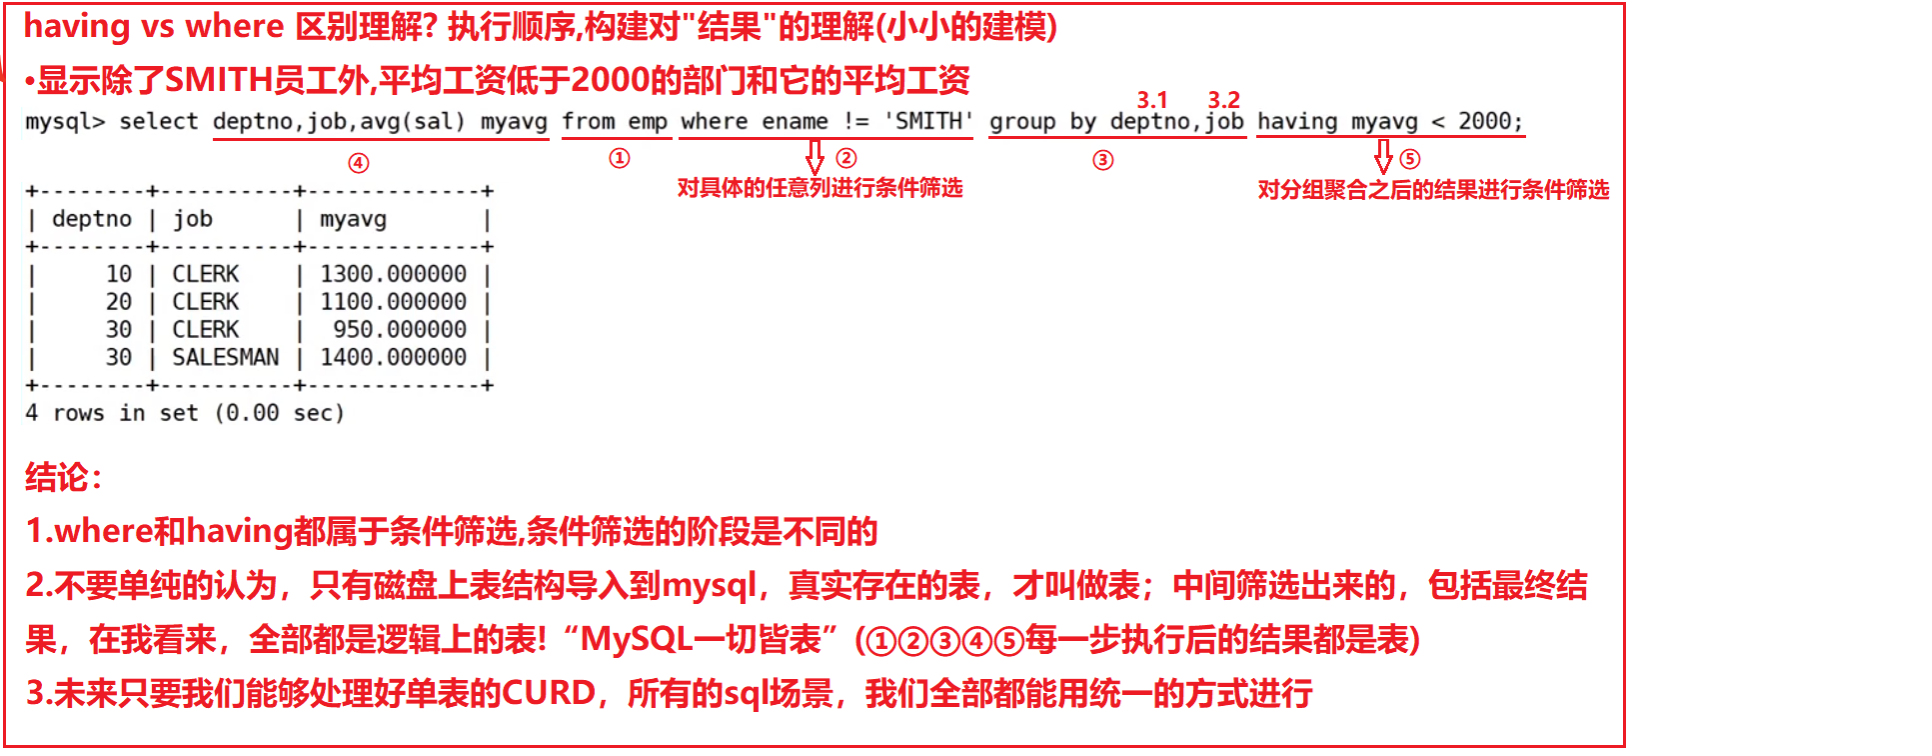 having vs where 区别理解? 执行顺序,构建对"结果"的理解(小小的建模)
•显示除了SMITH员工外,平均工资低于2000的部门和它的平均工资
3.1 3.2
mysql> select deptno,job,avg(sal) myavg from emp where ename != 'SMITH' group by deptno,job having myavg < 2000;
④ ① ② ③ ⑤
对具体的任意列进行条件筛选 对分组聚合之后的结果进行条件筛选
+--------+----------+-------------+
| deptno | job      | myavg       |
+--------+----------+-------------+
|     10 | CLERK    | 1300.000000 |
|     20 | CLERK    | 1100.000000 |
|     30 | CLERK    |  950.000000 |
|     30 | SALESMAN | 1400.000000 |
+--------+----------+-------------+
4 rows in set (0.00 sec)
结论：
1.where和having都属于条件筛选,条件筛选的阶段是不同的
2.不要单纯的认为，只有磁盘上表结构导入到mysql，真实存在的表，才叫做表；中间筛选出来的，包括最终结
果，在我看来，全部都是逻辑上的表!“MySQL一切皆表”(①②③④⑤每一步执行后的结果都是表)
3.未来只要我们能够处理好单表的CURD，所有的sql场景，我们全部都能用统一的方式进行